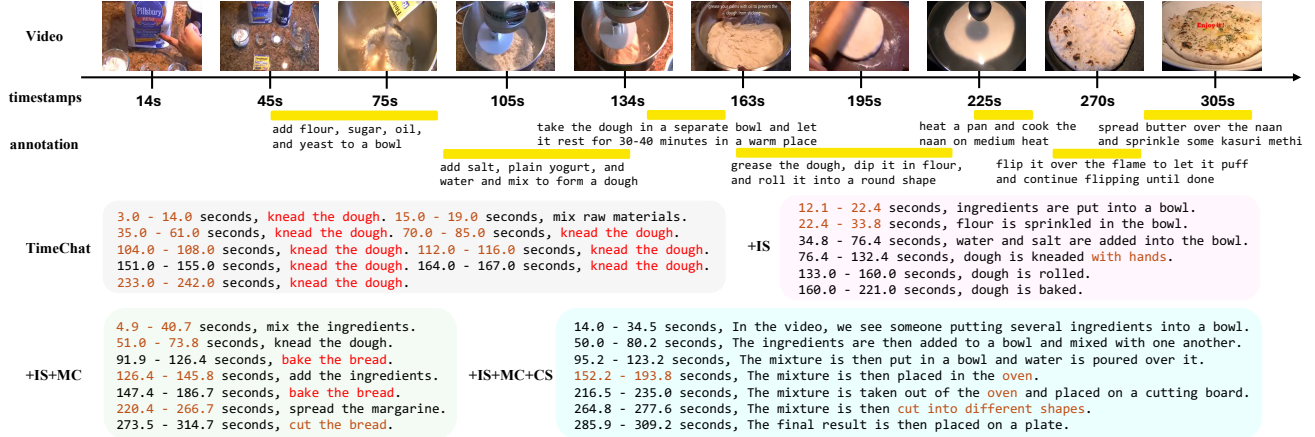 Video
Pillsbury
grease your palms with oil to prevent the
dough from sticking
Enjoy it!
timestamps
14s
45s
75s
105s
134s
163s
195s
225s
270s
305s
annotation
add flour, sugar, oil,
and yeast to a bowl
add salt, plain yogurt, and
water and mix to form a dough
take the dough in a separate bowl and let
it rest for 30-40 minutes in a warm place
grease the dough, dip it in flour,
and roll it into a round shape
heat a pan and cook the
naan on medium heat
flip it over the flame to let it puff
and continue flipping until done
spread butter over the naan
and sprinkle some kasuri methi
TimeChat
3.0 - 14.0 seconds, knead the dough. 15.0 - 19.0 seconds, mix raw materials.
35.0 - 61.0 seconds, knead the dough. 70.0 - 85.0 seconds, knead the dough.
104.0 - 108.0 seconds, knead the dough. 112.0 - 116.0 seconds, knead the dough.
151.0 - 155.0 seconds, knead the dough. 164.0 - 167.0 seconds, knead the dough.
233.0 - 242.0 seconds, knead the dough.
+IS
12.1 - 22.4 seconds, ingredients are put into a bowl.
22.4 - 33.8 seconds, flour is sprinkled in the bowl.
34.8 - 76.4 seconds, water and salt are added into the bowl.
76.4 - 132.4 seconds, dough is kneaded with hands.
133.0 - 160.0 seconds, dough is rolled.
160.0 - 221.0 seconds, dough is baked.
+IS+MC
4.9 - 40.7 seconds, mix the ingredients.
51.0 - 73.8 seconds, knead the dough.
91.9 - 126.4 seconds, bake the bread.
126.4 - 145.8 seconds, add the ingredients.
147.4 - 186.7 seconds, bake the bread.
220.4 - 266.7 seconds, spread the margarine.
273.5 - 314.7 seconds, cut the bread.
+IS+MC+CS
14.0 - 34.5 seconds, In the video, we see someone putting several ingredients into a bowl.
50.0 - 80.2 seconds, The ingredients are then added to a bowl and mixed with one another.
95.2 - 123.2 seconds, The mixture is then put in a bowl and water is poured over it.
152.2 - 193.8 seconds, The mixture is then placed in the oven.
216.5 - 235.0 seconds, The mixture is taken out of the oven and placed on a cutting board.
264.8 - 277.6 seconds, The mixture is then cut into different shapes.
285.9 - 309.2 seconds, The final result is then placed on a plate.